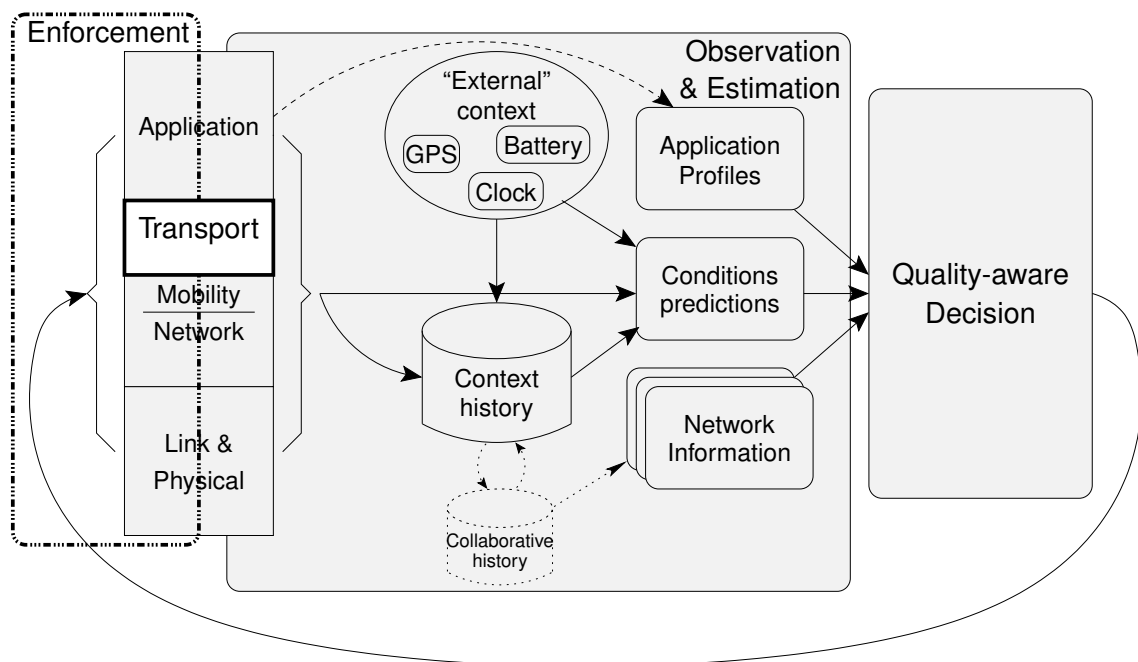 Enforcement
Observation
& Estimation
Application
Transport
Mobility
Network
Link &
Physical
“External”
context
GPS
Battery
Clock
Application
Profiles
Conditions
predictions
Context
history
Network
Information
Collaborative
history
Quality-aware
Decision